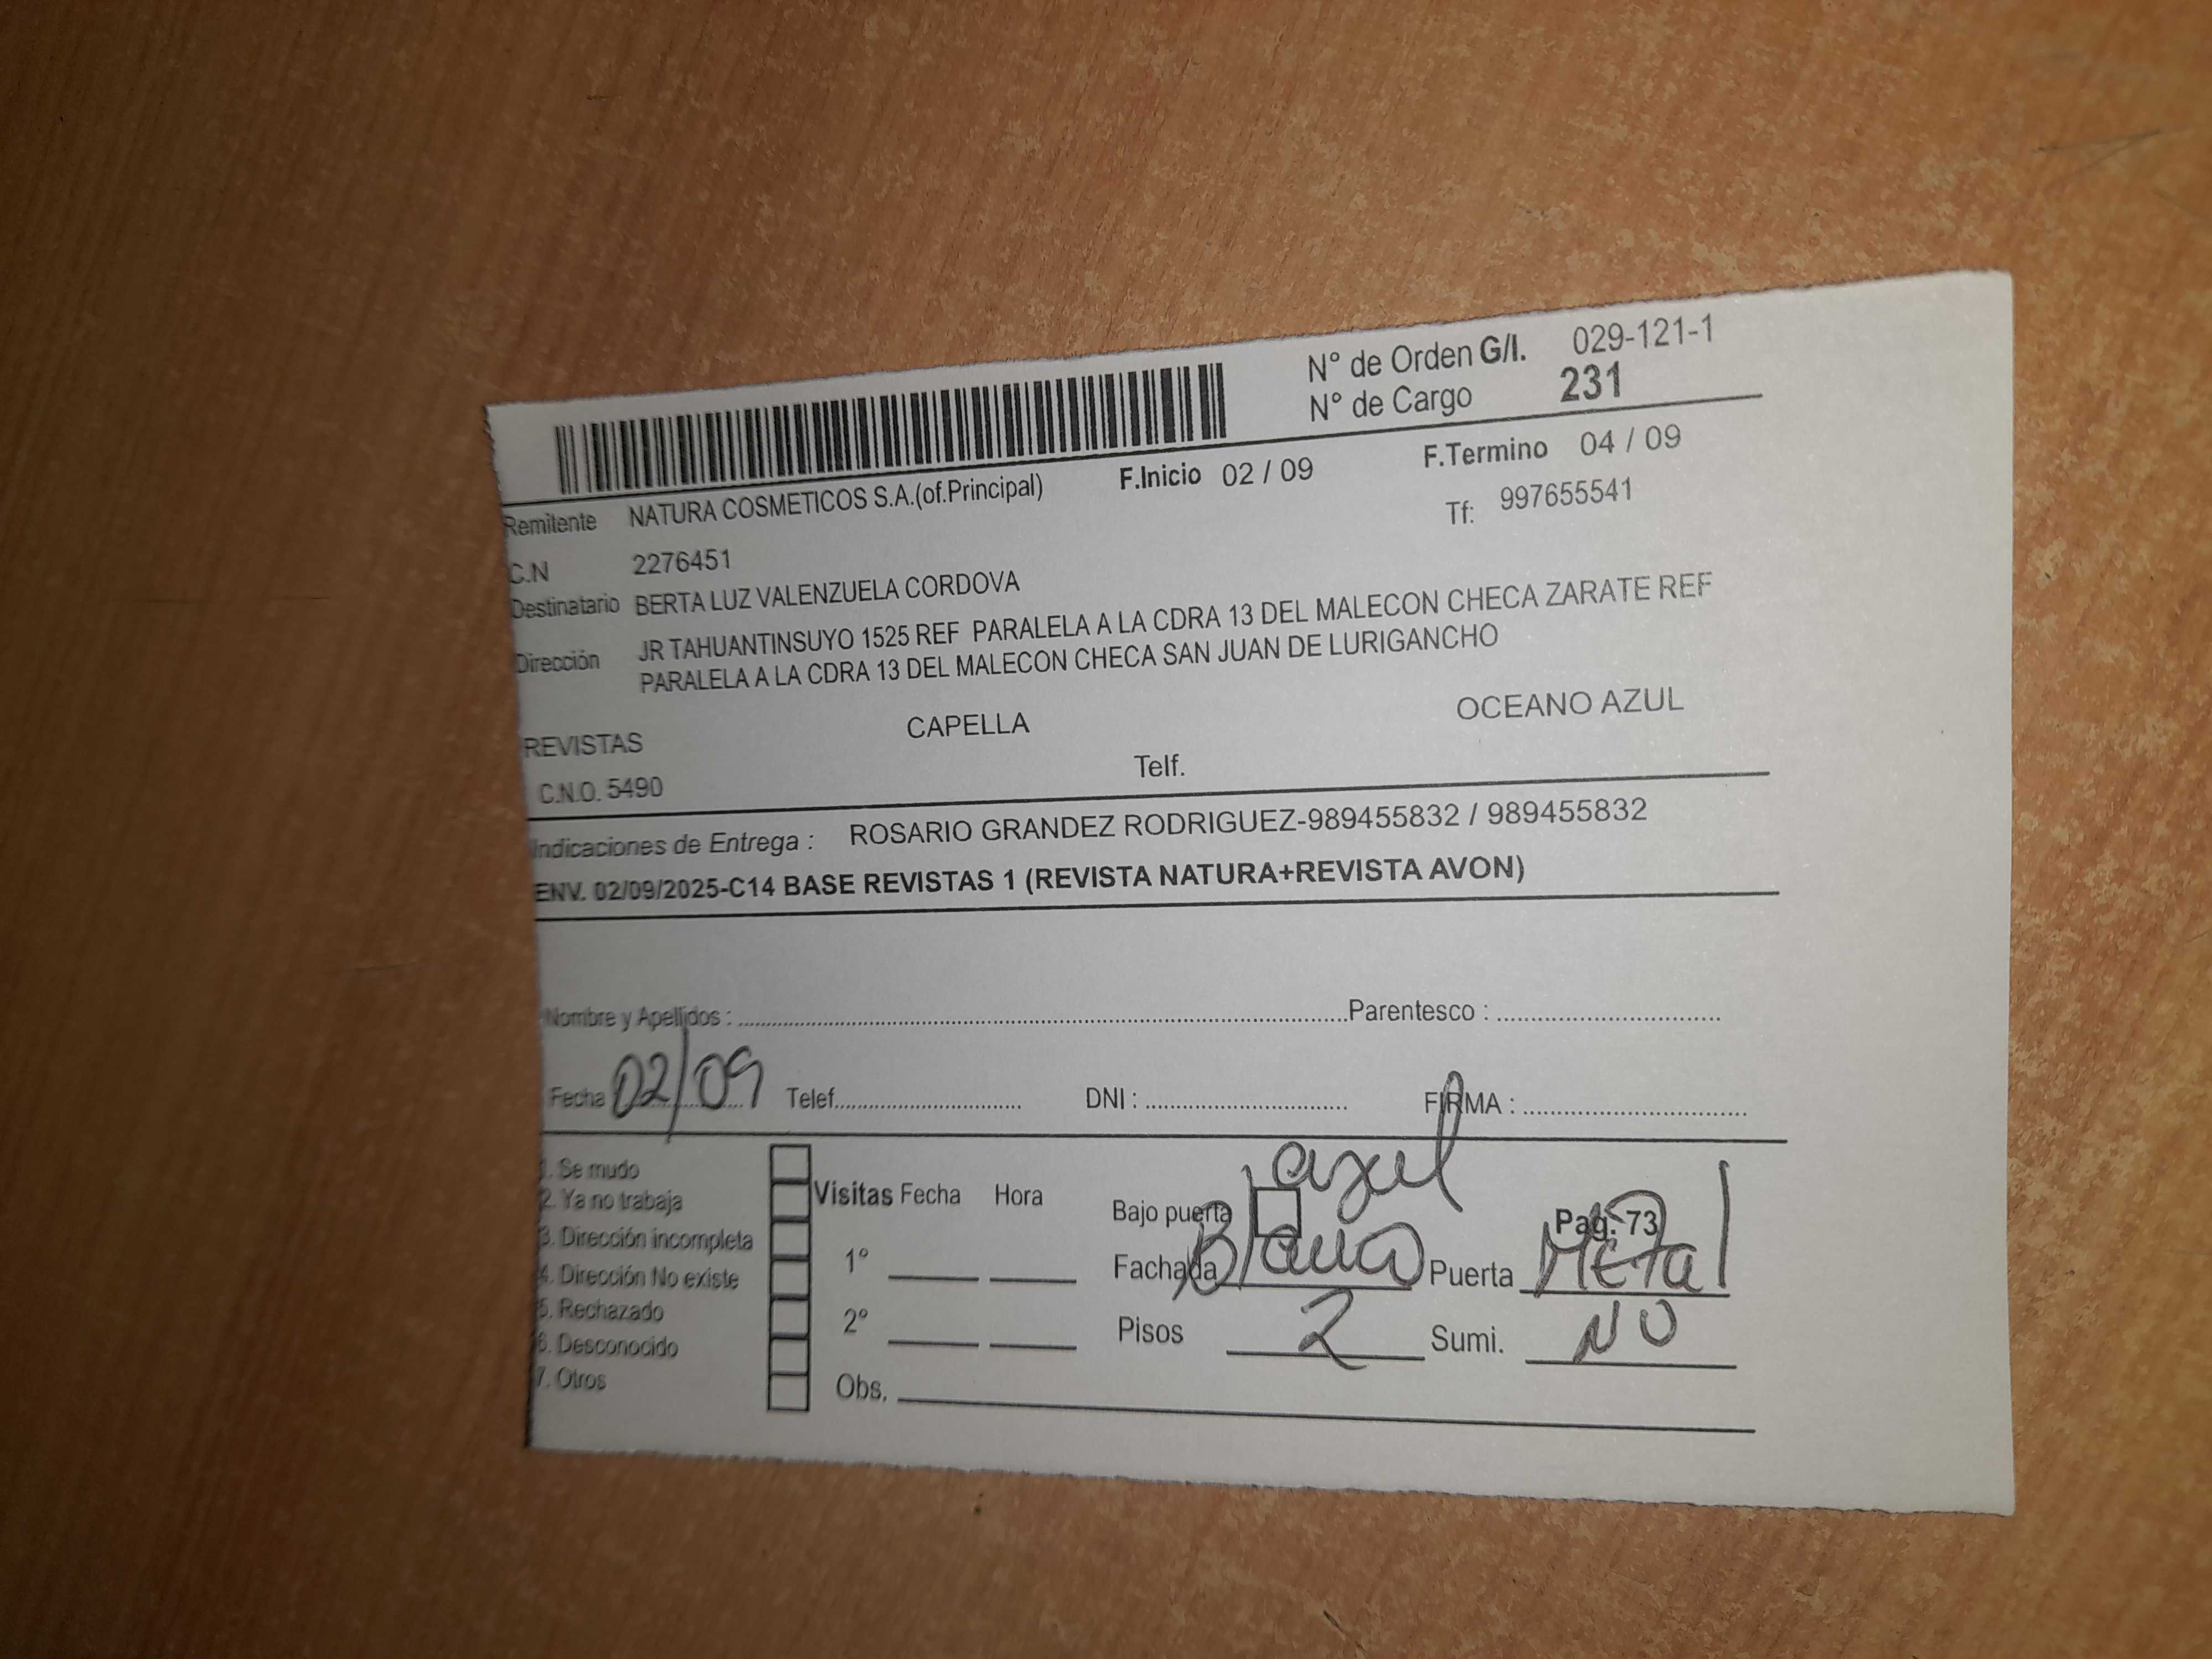 N° de Orden G/I. 029-121-1
N° de Cargo 231
F.Inicio 02 / 09 F.Termino 04 / 09
Remitente NATURA COSMETICOS S.A.(of.Principal) Tf: 997655541
C.N 2276451
Destinatario BERTA LUZ VALENZUELA CORDOVA
Dirección JR TAHUANTINSUYO 1525 REF PARALELA A LA CDRA 13 DEL MALECON CHECA ZARATE REF
PARALELA A LA CDRA 13 DEL MALECON CHECA SAN JUAN DE LURIGANCHO
REVISTAS CAPELLA OCEANO AZUL
C.N.O. 5490 Telf.
Indicaciones de Entrega : ROSARIO GRANDEZ RODRIGUEZ-989455832 / 989455832
ENV. 02/09/2025-C14 BASE REVISTAS 1 (REVISTA NATURA+REVISTA AVON)
Nombre y Apellidos : Parentesco :
Fecha 02/09 Telef. DNI : FIRMA :
1. Se mudo
2. Ya no trabaja
3. Dirección incompleta
4. Dirección No existe
5. Rechazado
6. Desconocido
7. Otros
Visitas Fecha Hora
1°
2°
Obs.
azul
Bajo puerta Pag. 73
Fachada Blanco Puerta Metal
Pisos 2 Sumi. NO